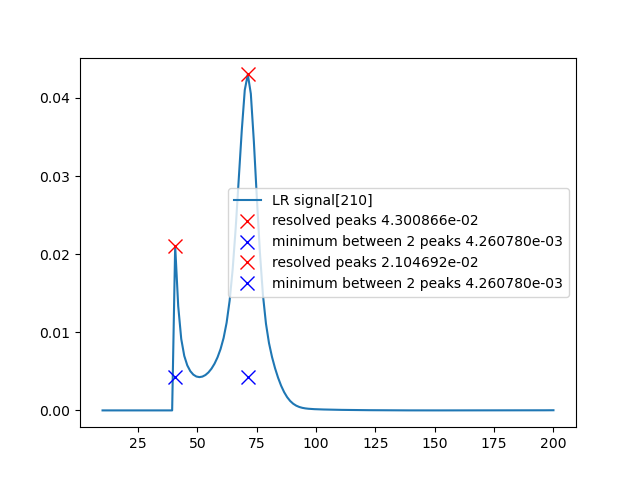 0.04
0.03
0.02
0.01
0.00
LR signal[210]
resolved peaks 4.300866e-02
minimum between 2 peaks 4.260780e-03
resolved peaks 2.104692e-02
minimum between 2 peaks 4.260780e-03
25 50 75 100 125 150 175 200